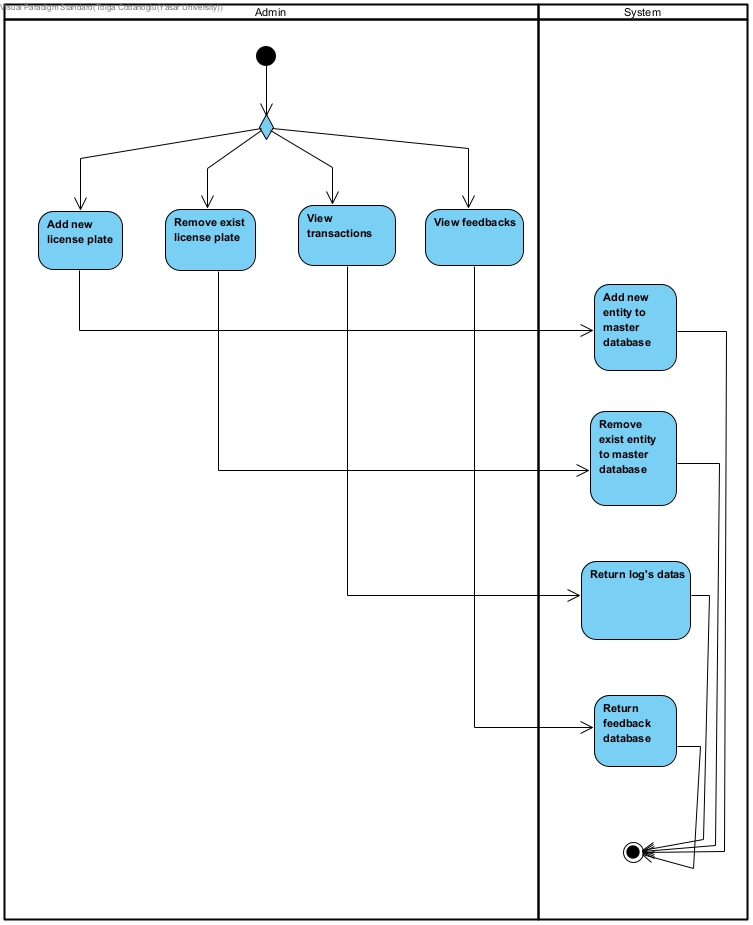 Visual Paradigm Standard(Tolga Cobanoglu(Yasar University))
Admin
System
Add new
license plate
Remove exist
license plate
View
transactions
View feedbacks
Add new
entity to
master
database
Remove
exist entity
to master
database
Return log's datas
Return
feedback
database